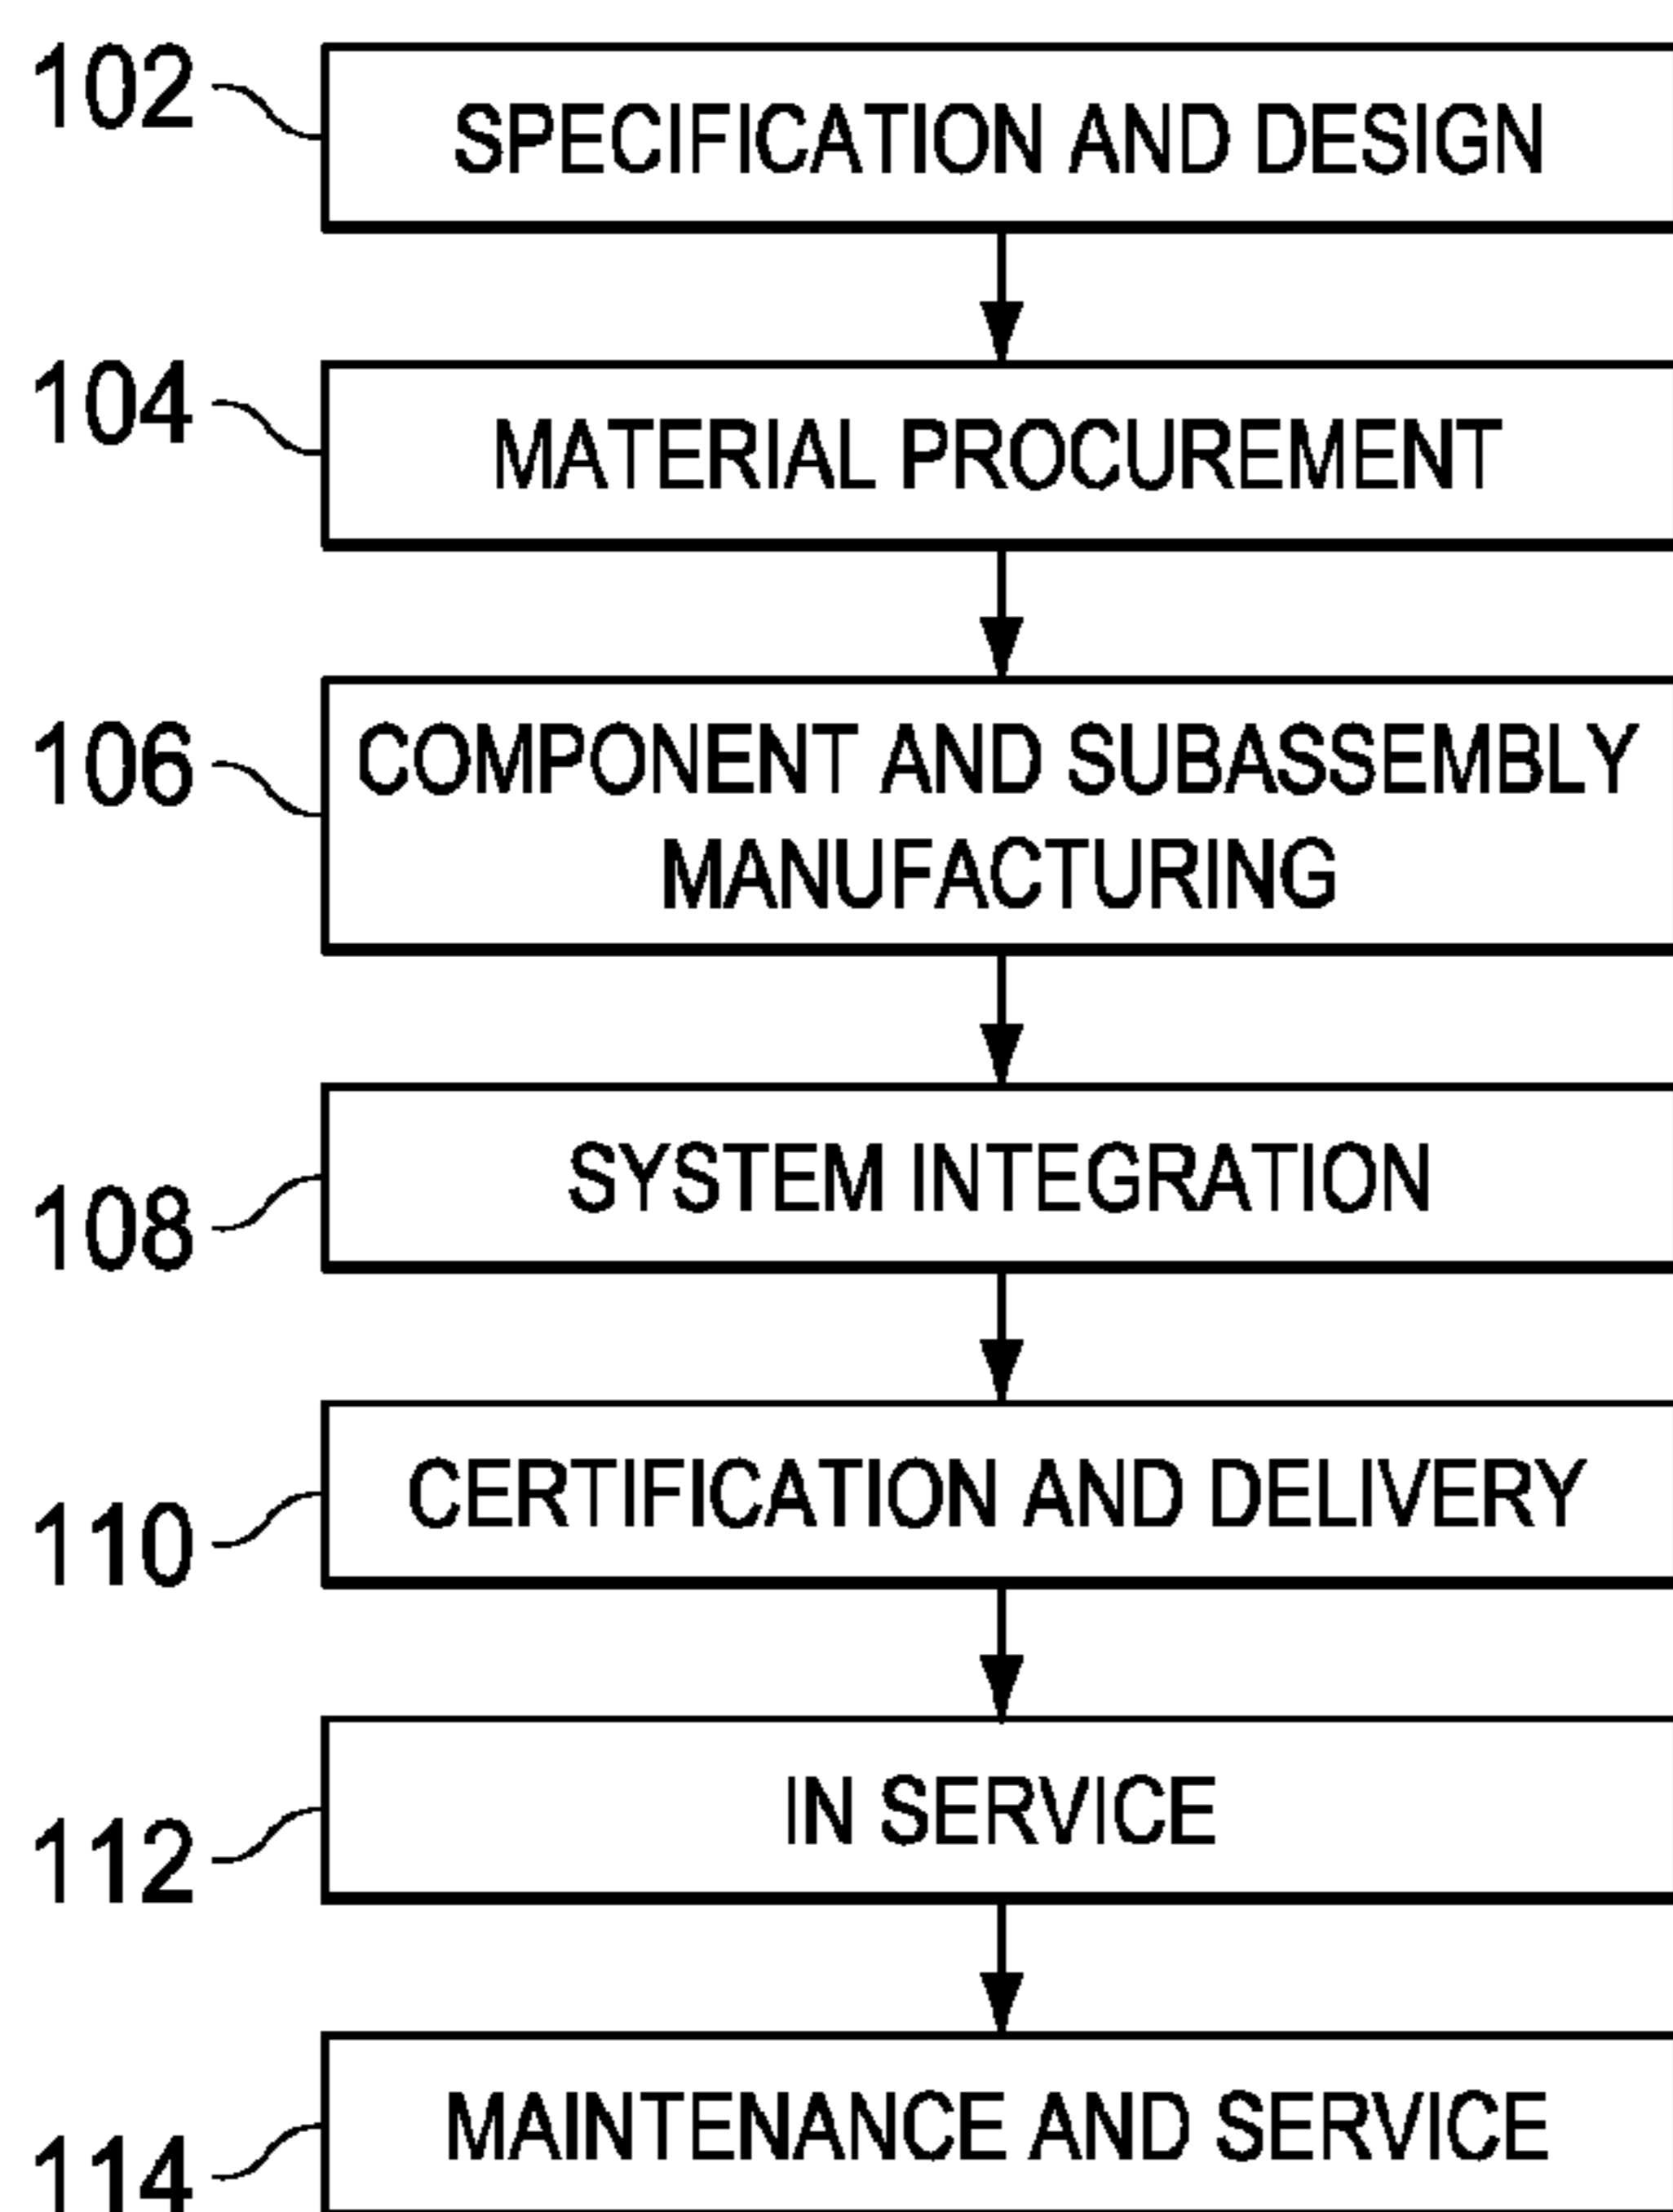 102
SPECIFICATION AND DESIGN
104
MATERIAL PROCUREMENT
106
COMPONENT AND SUBASSEMBLY
MANUFACTURING
108
SYSTEM INTEGRATION
110
CERTIFICATION AND DELIVERY
112
IN SERVICE
114
MAINTENANCE AND SERVICE